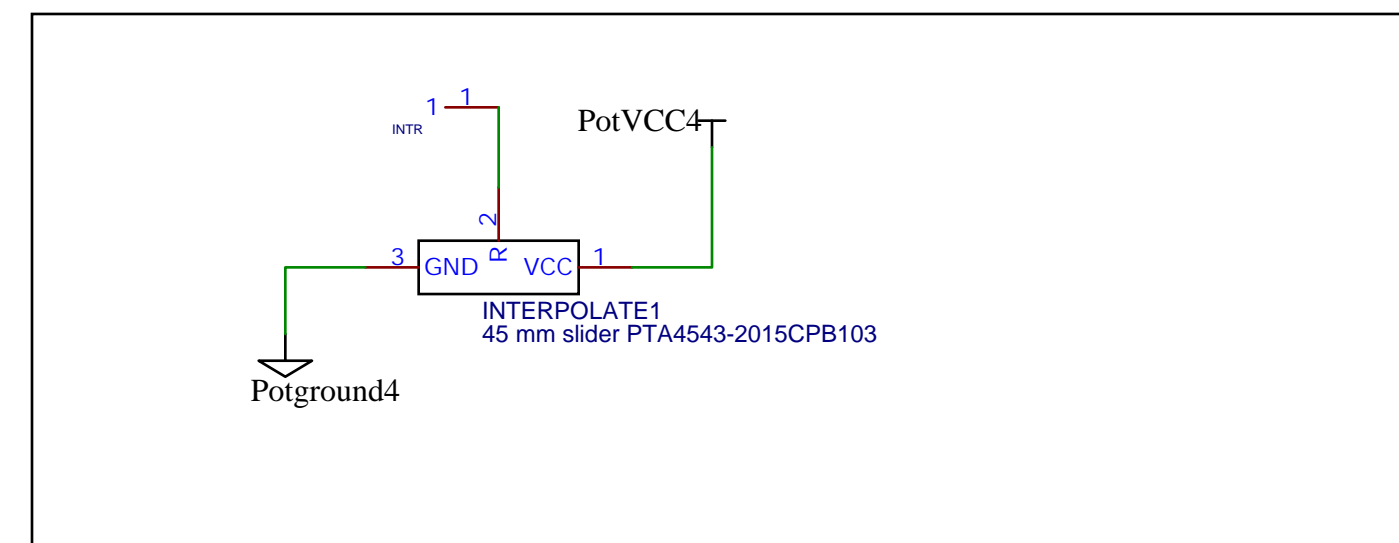 1 1
INTR
PotVCC4
2
3 GND R VCC 1
INTERPOLATE1
45 mm slider PTA4543-2015CPB103
Potground4